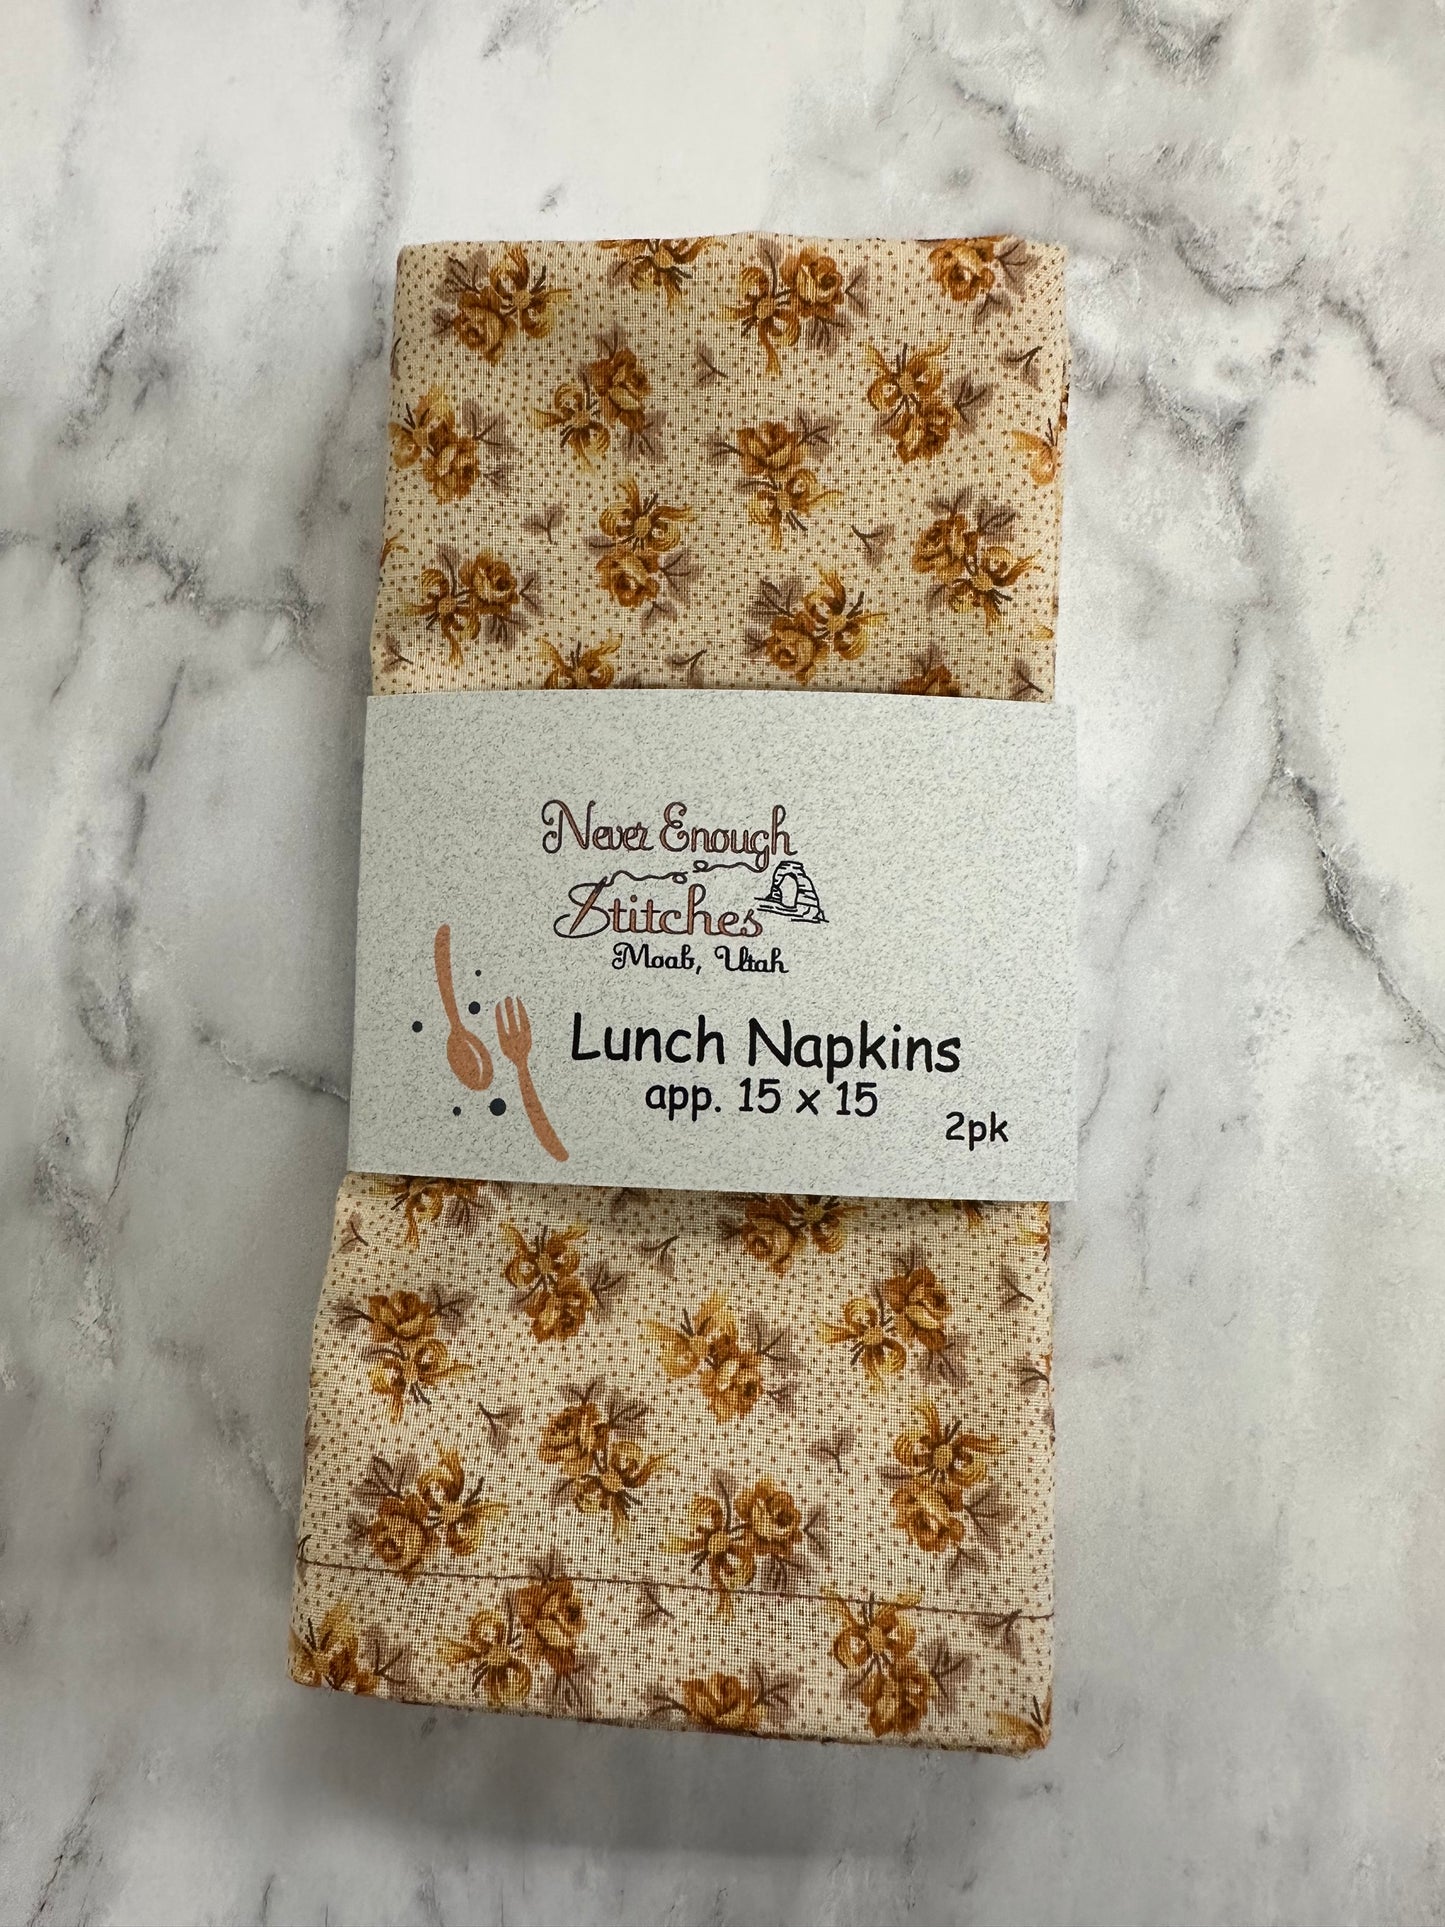 Never Enough
Stitches
Moab, Utah
Lunch Napkins
app. 15 x 15
2pk